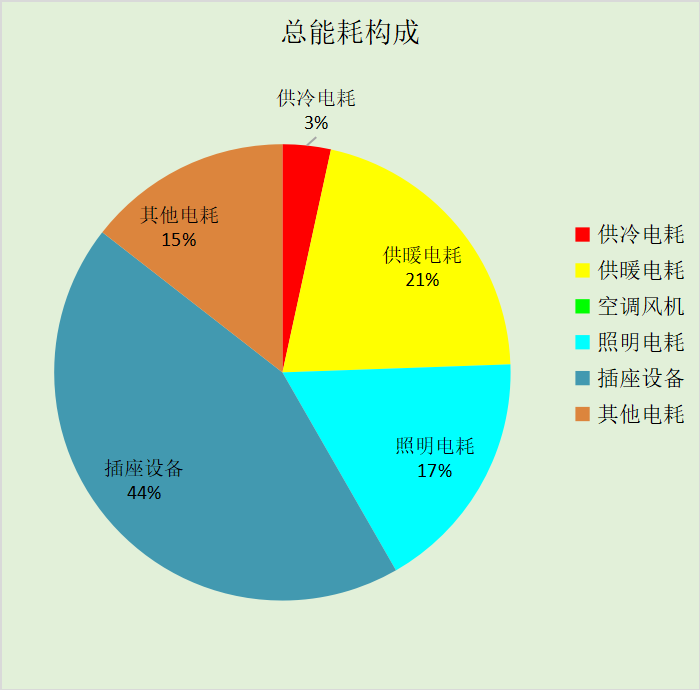 总能耗构成
供冷电耗
3%
其他电耗
15%
供暖电耗
21%
照明电耗
17%
插座设备
44%
供冷电耗
供暖电耗
空调风机
照明电耗
插座设备
其他电耗